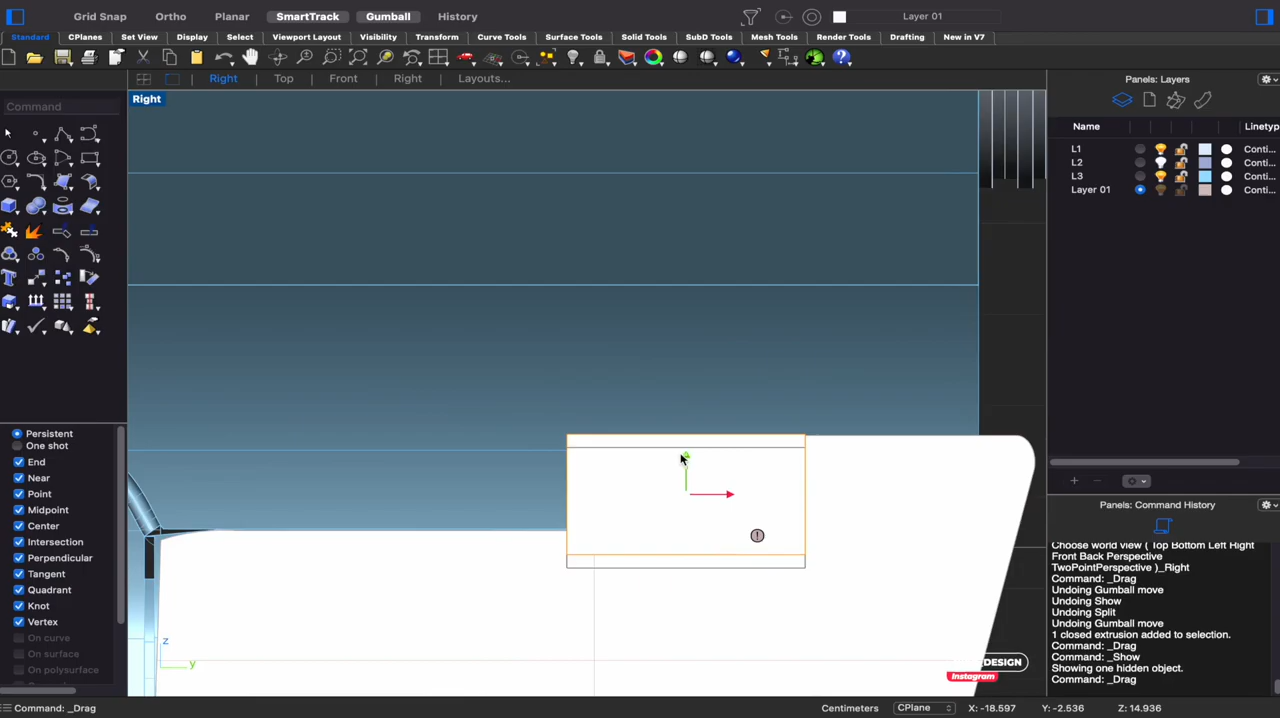 Grid Snap Ortho Planar SmartTrack Gumball History Layer 01
Standard CPlanes Set View Display Select Viewport Layout Visibility Transform Curve Tools Surface Tools Solid Tools SubD Tools Mesh Tools Render Tools Drafting New in V7
Right Top Front Right Layouts...
Panels: Layers
Right
Command
Name Linetyp
L1 Conti...
L2 Conti...
L3 Conti...
Layer 01 Conti...
Persistent
One shot
End
Near
Point
Midpoint
Center
Intersection
Perpendicular
Tangent
Quadrant
Knot
Vertex
On curve
On surface
On polysurface
z
y
Panels: Command History
Choose world view ( Top Bottom Left Right
Front Back Perspective
TwoPointPerspective )_Right
Command: _Drag
Undoing Gumball move
Undoing Show
Undoing Split
Undoing Gumball move
1 closed extrusion added to selection.
Command: _Drag
Command: _Show
Showing one hidden object.
Command: _Drag
DESIGN
Instagram
Command: _Drag Centimeters CPlane X: -18.597 Y: -2.536 Z: 14.936